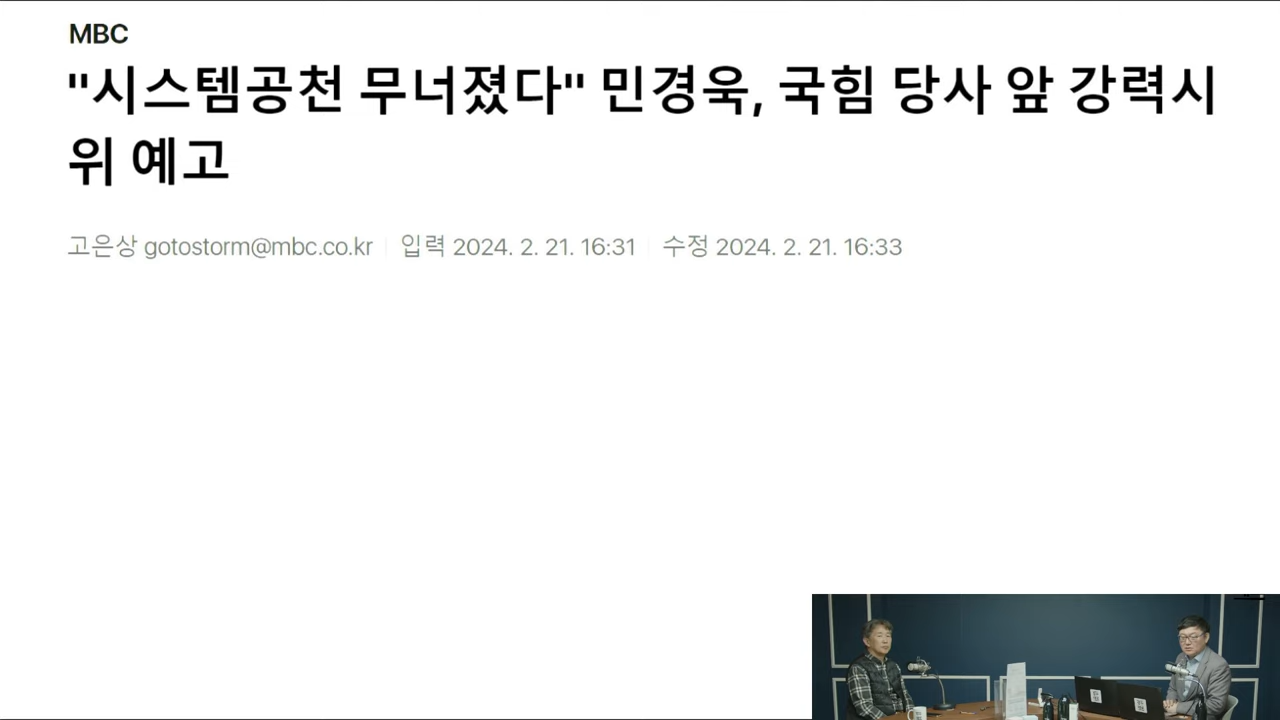 MBC
"시스템공천 무너졌다" 민경욱, 국힘 당사 앞 강력시
위 예고
고은상 gotostorm@mbc.co.kr 입력 2024. 2. 21. 16:31 수정 2024. 2. 21. 16:33